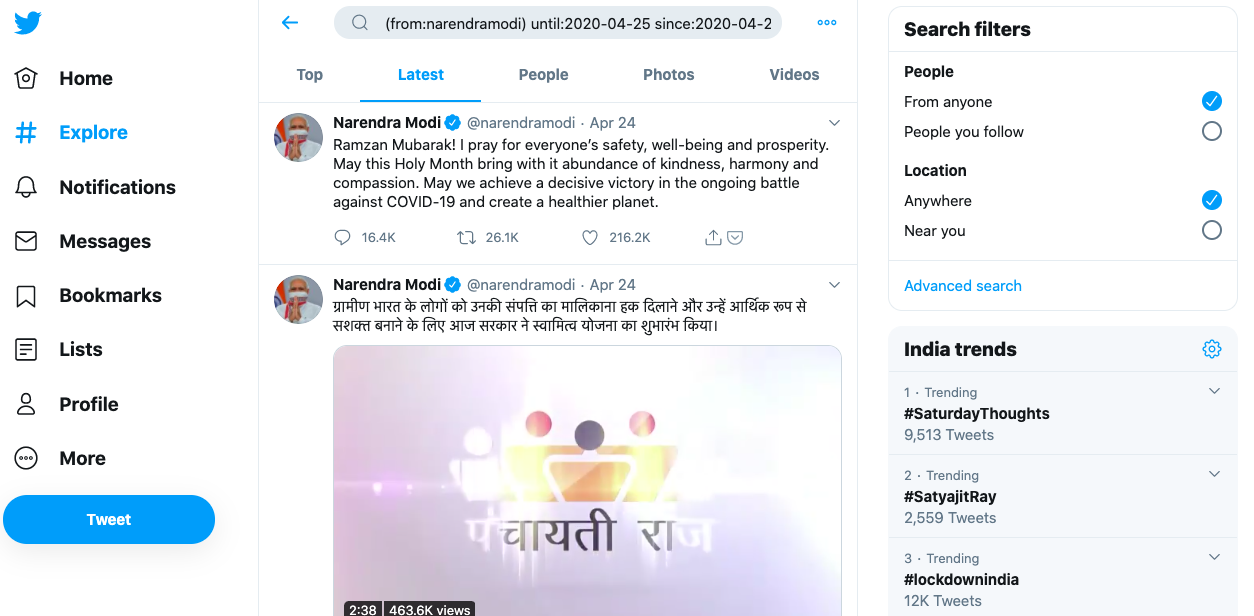 (from:narendramodi) until:2020-04-25 since:2020-04-2
Top Latest People Photos Videos
Home
Explore
Notifications
Messages
Bookmarks
Lists
Profile
More
Tweet
Narendra Modi @narendramodi · Apr 24
Ramzan Mubarak! I pray for everyone's safety, well-being and prosperity.
May this Holy Month bring with it abundance of kindness, harmony and
compassion. May we achieve a decisive victory in the ongoing battle
against COVID-19 and create a healthier planet.
16.4K 26.1K 216.2K
Narendra Modi @narendramodi · Apr 24
ग्रामीण भारत के लोगों को उनकी संपत्ति का मालिकाना हक दिलाने और उन्हें आर्थिक रूप से
सशक्त बनाने के लिए आज सरकार ने स्वामित्व योजना का शुभारंभ किया।
पंचायती राज
2:38 463.6K views
Search filters
People
From anyone
People you follow
Location
Anywhere
Near you
Advanced search
India trends
1 · Trending
#SaturdayThoughts
9,513 Tweets
2 · Trending
#SatyajitRay
2,559 Tweets
3 · Trending
#lockdownindia
12K Tweets